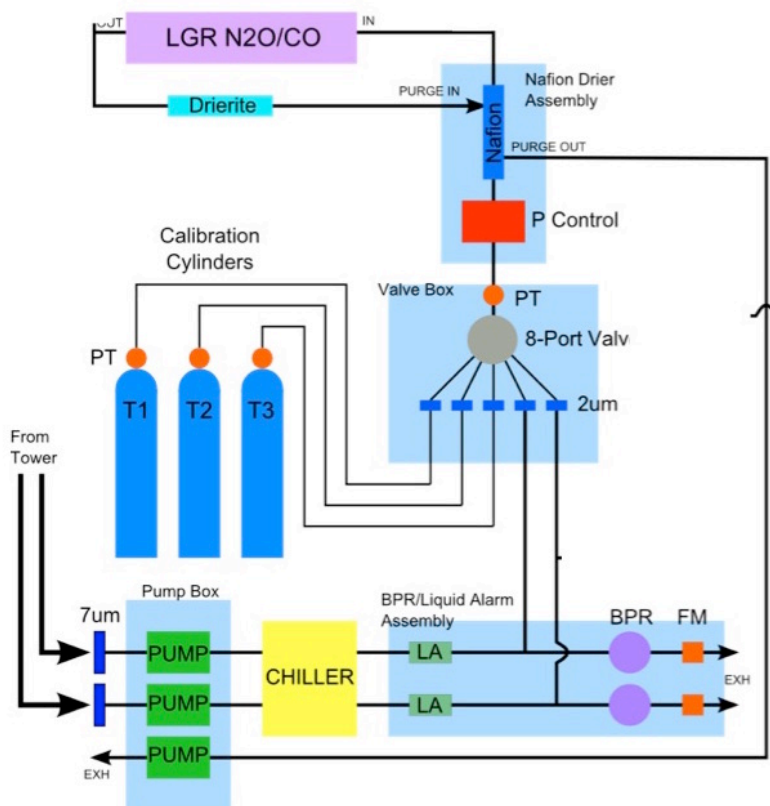 OUT
LGR N2O/CO
IN
Drierite
PURGE IN
Nafion Drier
Assembly
Nafion
PURGE OUT
P Control
Calibration
Cylinders
Valve Box
PT
8-Port Valv
PT
T1
T2
T3
2um
From
Tower
7um
Pump Box
BPR/Liquid Alarm
Assembly
BPR
FM
PUMP
CHILLER
LA
EXH
PUMP
LA
PUMP
EXH